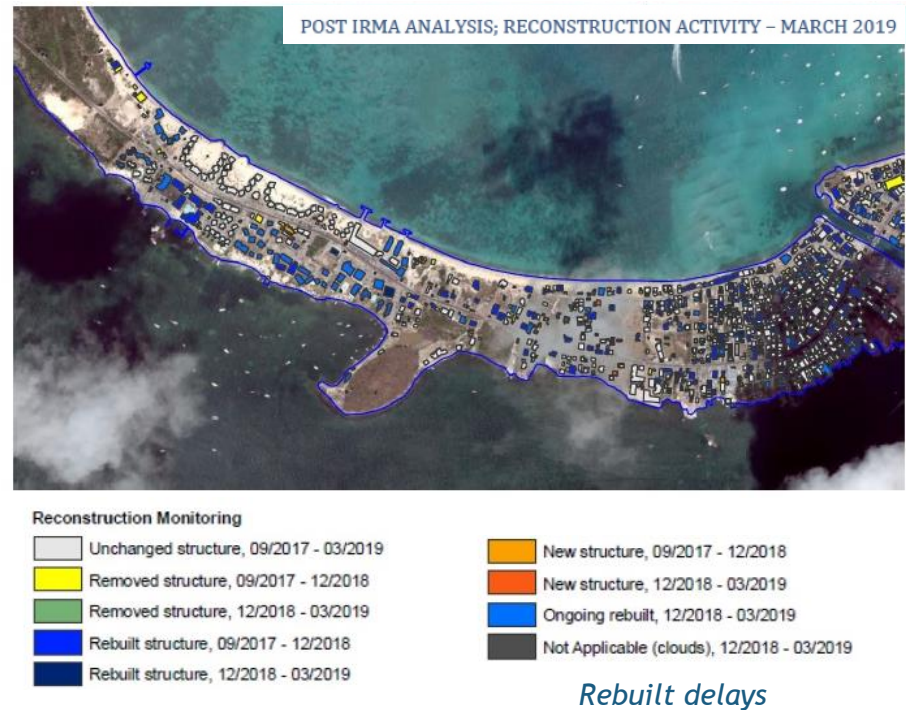 POST IRMA ANALYSIS; RECONSTRUCTION ACTIVITY – MARCH 2019
Reconstruction Monitoring
Unchanged structure, 09/2017 - 03/2019
Removed structure, 09/2017 - 12/2018
Removed structure, 12/2018 - 03/2019
Rebuilt structure, 09/2017 - 12/2018
Rebuilt structure, 12/2018 - 03/2019
New structure, 09/2017 - 12/2018
New structure, 12/2018 - 03/2019
Ongoing rebuilt, 12/2018 - 03/2019
Not Applicable (clouds), 12/2018 - 03/2019
Rebuilt delays